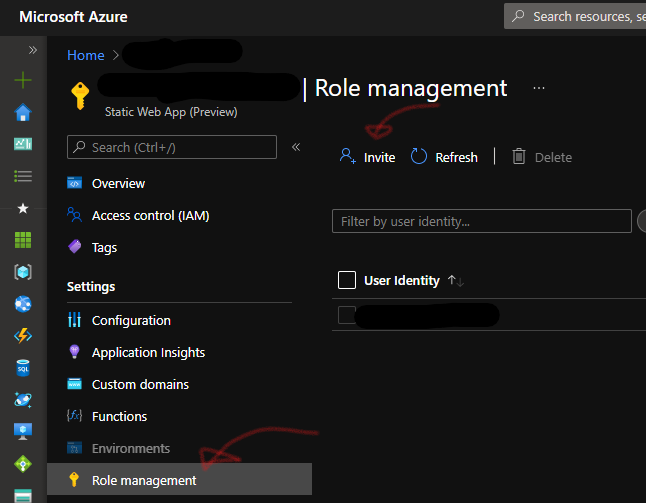 Microsoft Azure
Search resources, se
Home >
| Role management ...
Static Web App (Preview)
Search (Ctrl+/)
Invite
Refresh
Delete
Overview
Access control (IAM)
Tags
Filter by user identity...
Settings
User Identity
Configuration
Application Insights
Custom domains
Functions
Environments
Role management
SQL